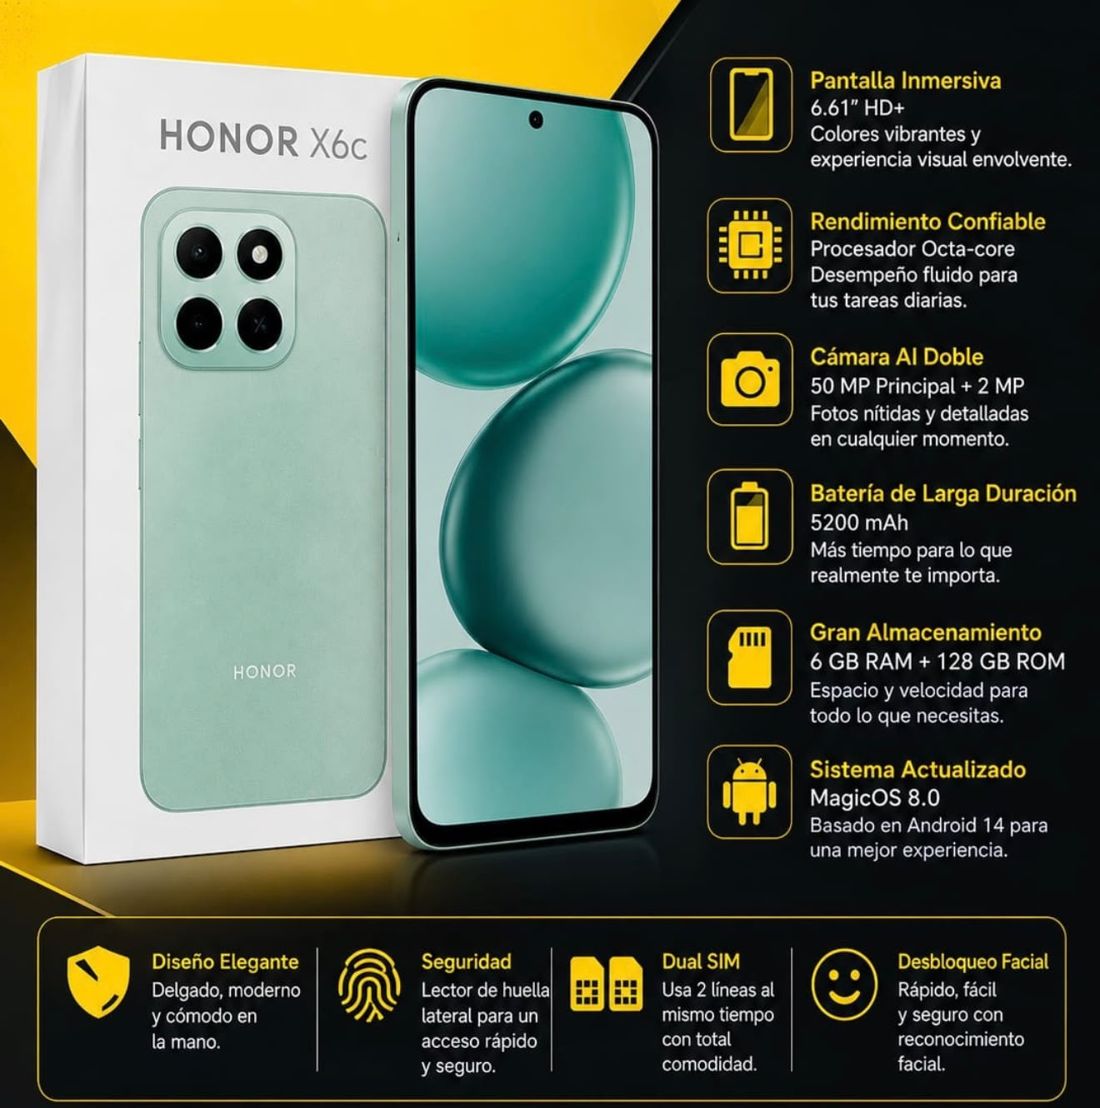 HONOR X6c
HONOR
Pantalla Inmersiva
6.61” HD+
Colores vibrantes y
experiencia visual envolvente.
Rendimiento Confiable
Procesador Octa-core
Desempeño fluido para
tus tareas diarias.
Cámara AI Doble
50 MP Principal + 2 MP
Fotos nítidas y detalladas
en cualquier momento.
Batería de Larga Duración
5200 mAh
Más tiempo para lo que
realmente te importa.
Gran Almacenamiento
6 GB RAM + 128 GB ROM
Espacio y velocidad para
todo lo que necesitas.
Sistema Actualizado
MagicOS 8.0
Basado en Android 14 para
una mejor experiencia.
Diseño Elegante
Delgado, moderno
y cómodo en
la mano.
Seguridad
Lector de huella
lateral para un
acceso rápido
y seguro.
Dual SIM
Usa 2 líneas al
mismo tiempo
con total
comodidad.
Desbloqueo Facial
Rápido, fácil
y seguro con
reconocimiento
facial.